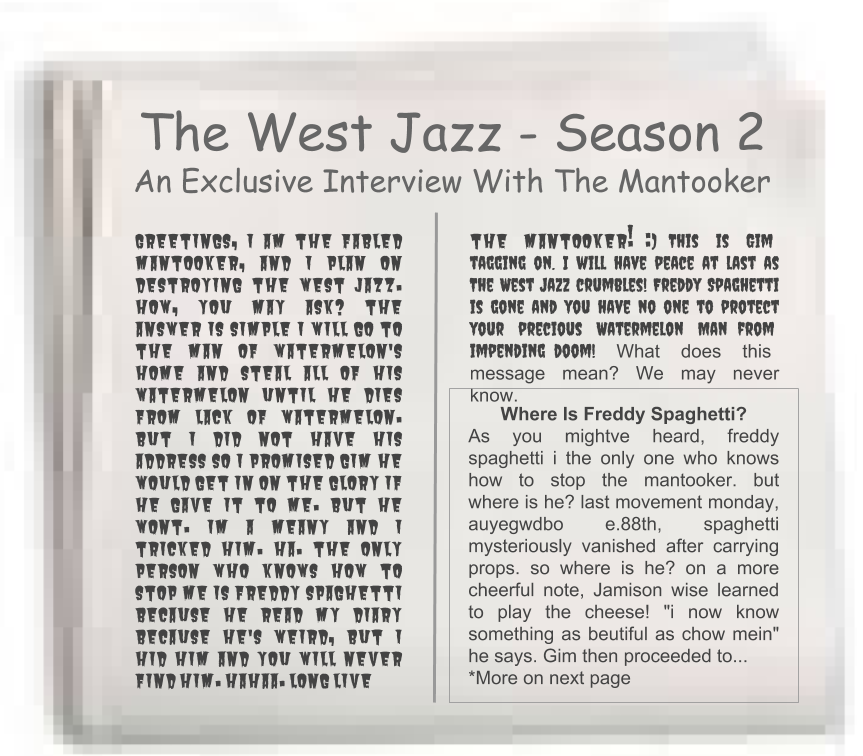 The West Jazz - Season 2
An Exclusive Interview With The Mantooker
GREETINGS, I AM THE FABLED
MANTOOKER, AND I PLAN ON
DESTROYING THE WEST JAZZ.
HOW, YOU MAY ASK? THE
ANSWER IS SIMPLE I WILL GO TO
THE MAN OF WATERMELON'S
HOME AND STEAL ALL OF HIS
WATERMELON UNTIL HE DIES
FROM LACK OF WATERMELON.
BUT I DID NOT HAVE HIS
ADDRESS SO I PROMISED GIM HE
WOULD GET IN ON THE GLORY IF
HE GAVE IT TO ME. BUT HE
WONT. IM A MEANY AND I
TRICKED HIM. HA. THE ONLY
PERSON WHO KNOWS HOW TO
STOP ME IS FREDDY SPAGHETTI
BECAUSE HE READ MY DIARY
BECAUSE HE'S WEIRD, BUT I
HID HIM AND YOU WILL NEVER
FIND HIM. HAHAA. LONG LIVE
THE MANTOOKER! :) THIS IS GIM
TAGGING ON. I WILL HAVE PEACE AT LAST AS
THE WEST JAZZ CRUMBLES! FREDDY SPAGHETTI
IS GONE AND YOU HAVE NO ONE TO PROTECT
YOUR PRECIOUS WATERMELON MAN FROM
IMPENDING DOOM! What does this
message mean? We may never
know.
Where Is Freddy Spaghetti?
As you mightve heard, freddy
spaghetti i the only one who knows
how to stop the mantooker. but
where is he? last movement monday,
auyegwdbo e.88th, spaghetti
mysteriously vanished after carrying
props. so where is he? on a more
cheerful note, Jamison wise learned
to play the cheese! "i now know
something as beutiful as chow mein"
he says. Gim then proceeded to...
*More on next page